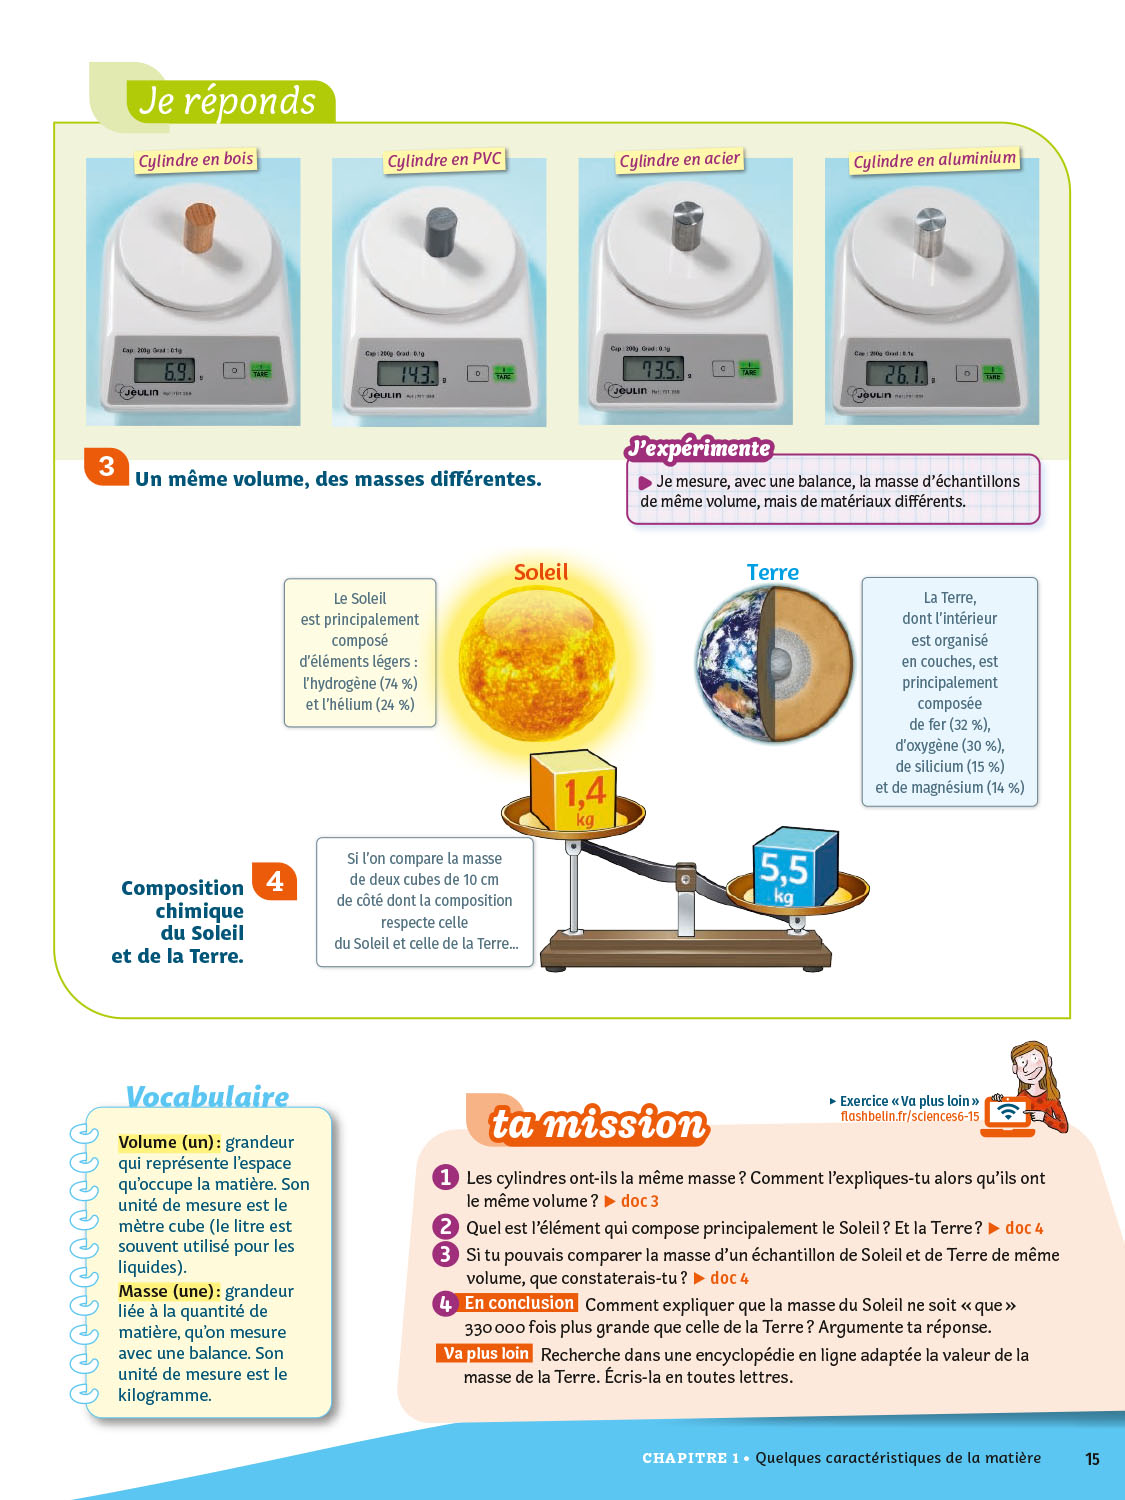 Je réponds
Cylindre en bois
Cylindre en PVC
Cylindre en acier
Cylindre en aluminium
Cap : 200g Grad : 0.1g
6.9.
g
TARE
JEULIN
Cap : 200g Grad : 0.1g
14.3.
g
TARE
JEULIN
Cap : 200g Grad : 0.1g
73.5.
g
TARE
JEULIN
Cap : 200g Grad : 0.1g
26.1.
g
TARE
JEULIN
3 Un même volume, des masses différentes.
J'expérimente
Je mesure, avec une balance, la masse d'échantillons
de même volume, mais de matériaux différents.
Soleil
Terre
Le Soleil
est principalement
composé
d'éléments légers :
l'hydrogène (74 %)
et l'hélium (24 %)
La Terre,
dont l'intérieur
est organisé
en couches, est
principalement
composée
de fer (32 %),
d'oxygène (30 %),
de silicium (15 %)
et de magnésium (14 %)
1,4
kg
5,5
kg
Composition
chimique
du Soleil
et de la Terre.
4
Si l'on compare la masse
de deux cubes de 10 cm
de côté dont la composition
respecte celle
du Soleil et celle de la Terre...
Vocabulaire
Volume (un) : grandeur
qui représente l'espace
qu'occupe la matière. Son
unité de mesure est le
mètre cube (le litre est
souvent utilisé pour les
liquides).
Masse (une) : grandeur
liée à la quantité de
matière, qu'on mesure
avec une balance. Son
unité de mesure est le
kilogramme.
ta mission
▸ Exercice « Va plus loin »
flashbelin.fr/sciences6-15
1 Les cylindres ont-ils la même masse ? Comment l'expliques-tu alors qu'ils ont
le même volume ? ▶ doc 3
2 Quel est l'élément qui compose principalement le Soleil ? Et la Terre ? ▶ doc 4
3 Si tu pouvais comparer la masse d'un échantillon de Soleil et de Terre de même
volume, que constaterais-tu ? ▶ doc 4
4 En conclusion Comment expliquer que la masse du Soleil ne soit « que »
330 000 fois plus grande que celle de la Terre ? Argumente ta réponse.
Va plus loin Recherche dans une encyclopédie en ligne adaptée la valeur de la
masse de la Terre. Écris-la en toutes lettres.
CHAPITRE 1 • Quelques caractéristiques de la matière
15